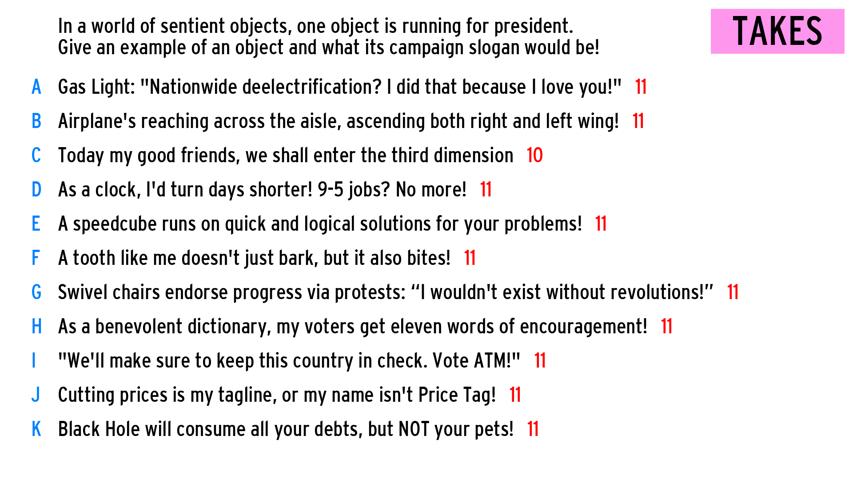 In a world of sentient objects, one object is running for president.
Give an example of an object and what its campaign slogan would be!
TAKES
A Gas Light: "Nationwide deelectrification? I did that because I love you!" 11
B Airplane's reaching across the aisle, ascending both right and left wing! 11
C Today my good friends, we shall enter the third dimension 10
D As a clock, I'd turn days shorter! 9-5 jobs? No more! 11
E A speedcube runs on quick and logical solutions for your problems! 11
F A tooth like me doesn't just bark, but it also bites! 11
G Swivel chairs endorse progress via protests: “I wouldn't exist without revolutions!” 11
H As a benevolent dictionary, my voters get eleven words of encouragement! 11
I "We'll make sure to keep this country in check. Vote ATM!" 11
J Cutting prices is my tagline, or my name isn't Price Tag! 11
K Black Hole will consume all your debts, but NOT your pets! 11